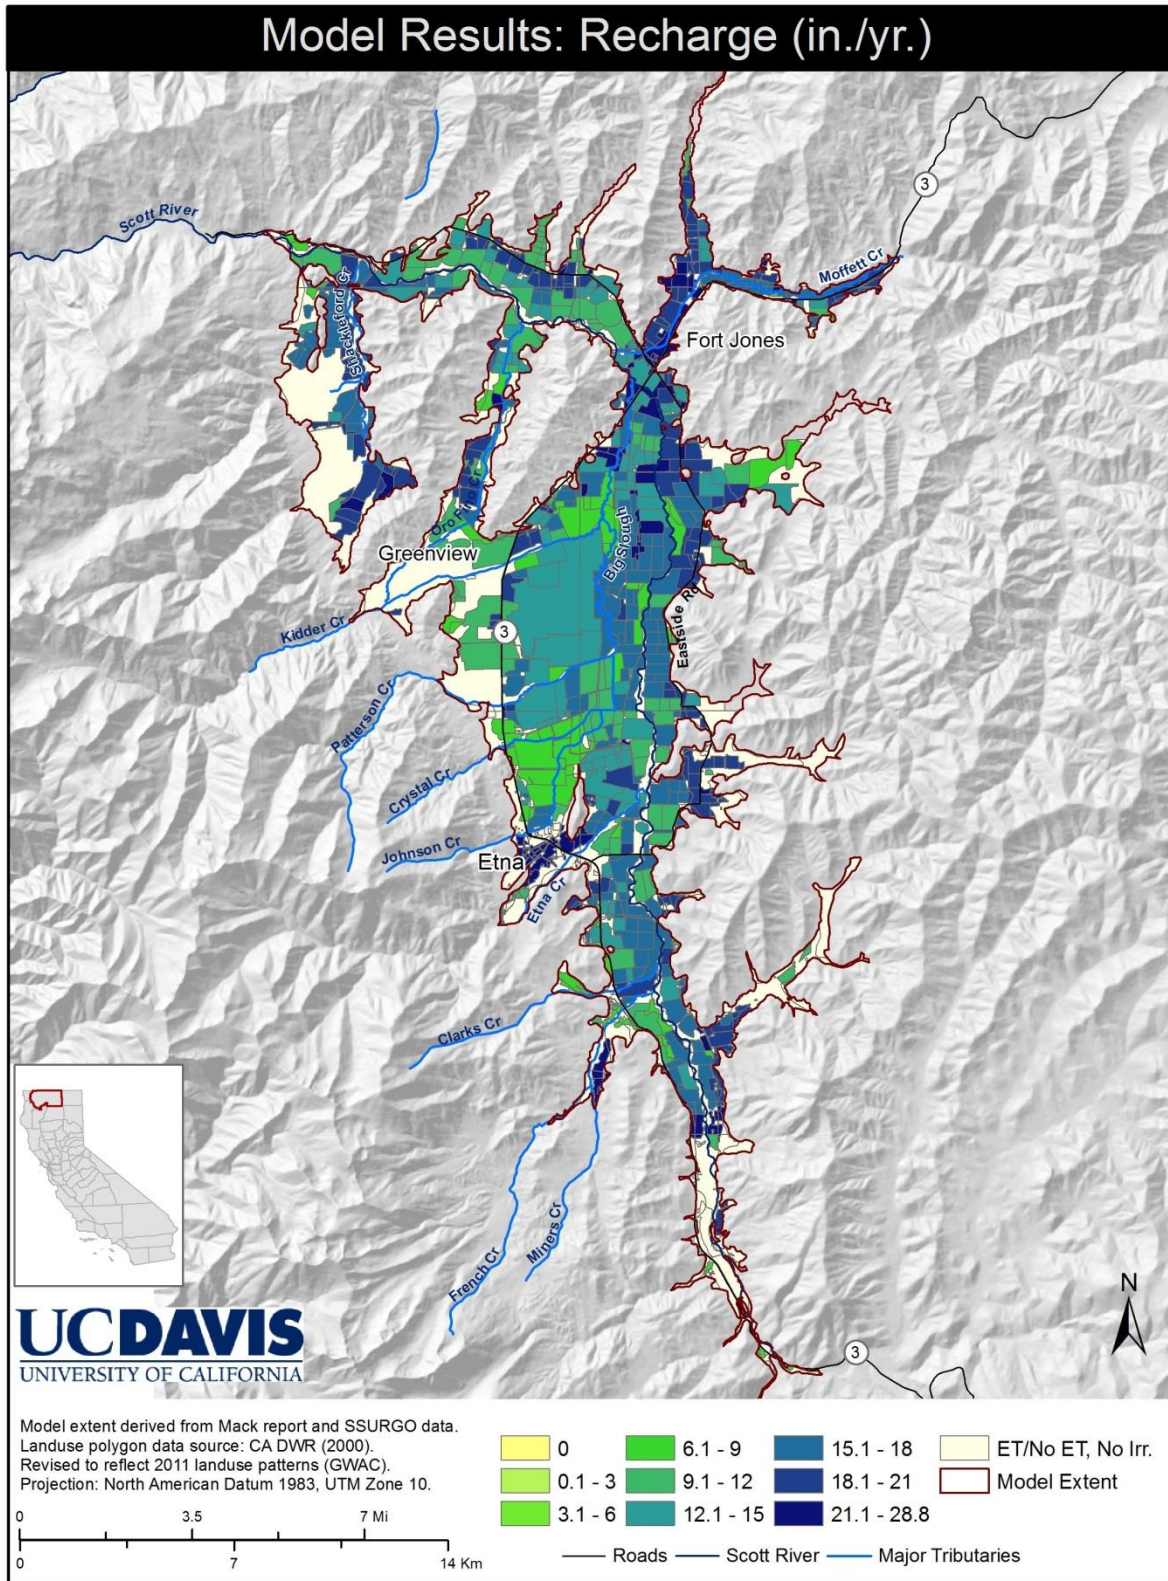 Model Results: Recharge (in./yr.)
3
Scott River
Moffett Cr
Shackleford Cr
Fort Jones
Oro Fino Cr
Big Slough
Greenview
Eastside Rd
Kidder Cr
3
Patterson Cr
Crystal Cr
Johnson Cr
Etna
Etna Cr
Clarks Cr
French Cr
Miners Cr
N
3
UCDAVIS
UNIVERSITY OF CALIFORNIA
Model extent derived from Mack report and SSURGO data.
Landuse polygon data source: CA DWR (2000).
Revised to reflect 2011 landuse patterns (GWAC).
Projection: North American Datum 1983, UTM Zone 10.
0 3.5 7 Mi
0 7 14 Km
0 6.1 - 9 15.1 - 18 ET/No ET, No Irr.
0.1 - 3 9.1 - 12 18.1 - 21 Model Extent
3.1 - 6 12.1 - 15 21.1 - 28.8
Roads Scott River Major Tributaries